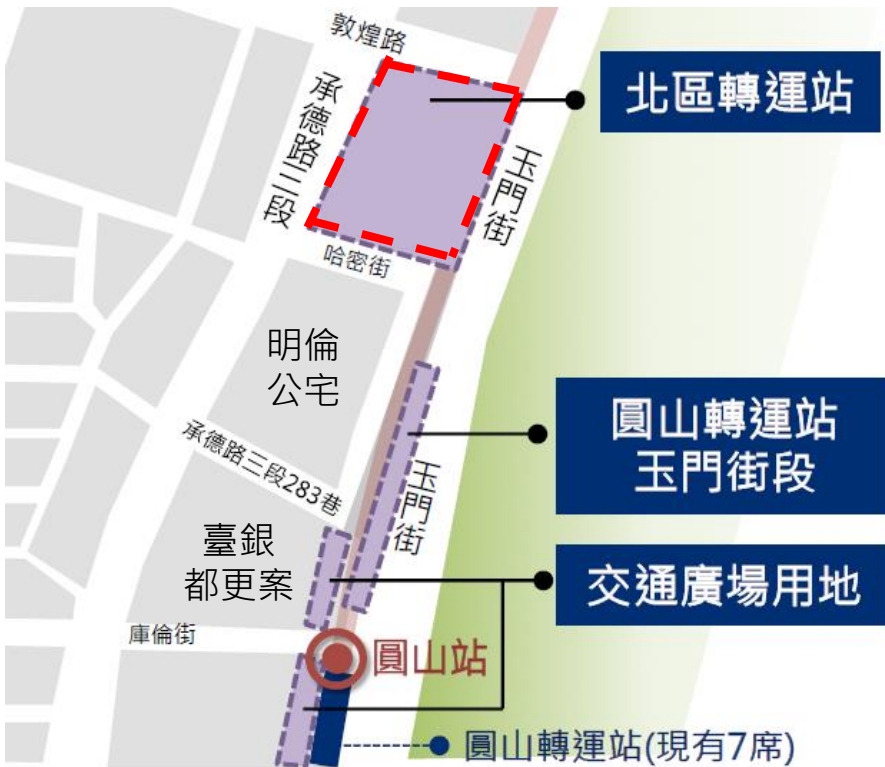 敦煌路
北區轉運站
承德路三段
玉門街
哈密街
明倫
公宅
圓山轉運站
玉門街段
承德路三段283巷
玉門街
臺銀
都更案
交通廣場用地
庫倫街
圓山站
圓山轉運站(現有7席)